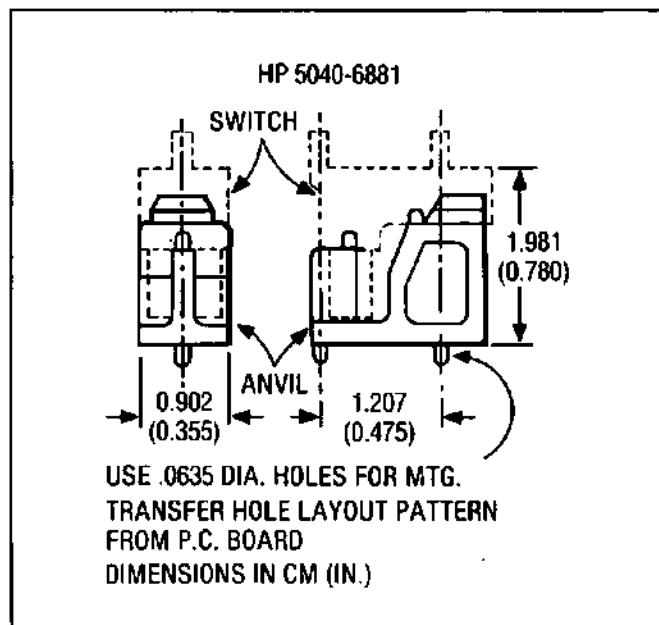 HP 5040-6881
SWITCH
1.981
(0.780)
ANVIL
0.902
(0.355)
1.207
(0.475)
USE .0635 DIA. HOLES FOR MTG.
TRANSFER HOLE LAYOUT PATTERN
FROM P.C. BOARD
DIMENSIONS IN CM (IN.)